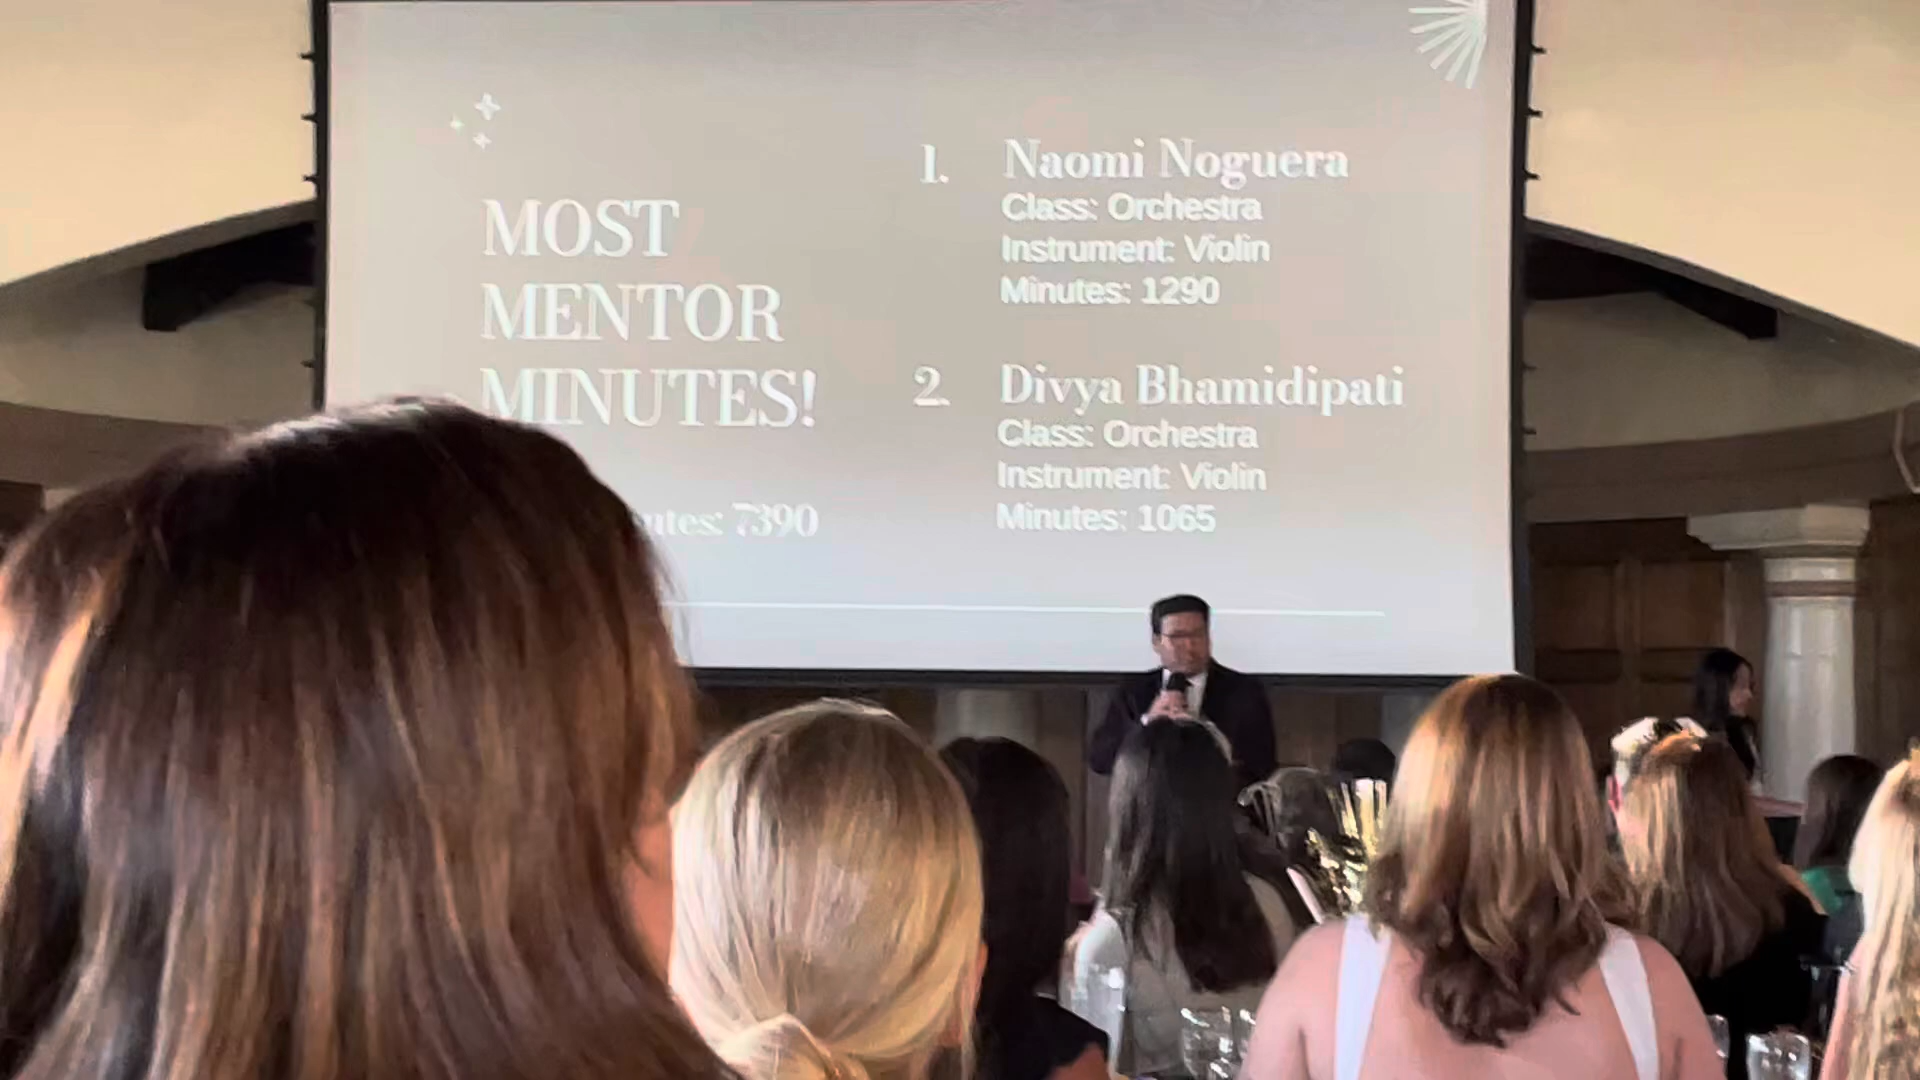 MOST
MENTOR
MINUTES!
7390
1. Naomi Noguera
Class: Orchestra
Instrument: Violin
Minutes: 1290
2. Divya Bhamidipati
Class: Orchestra
Instrument: Violin
Minutes: 1065